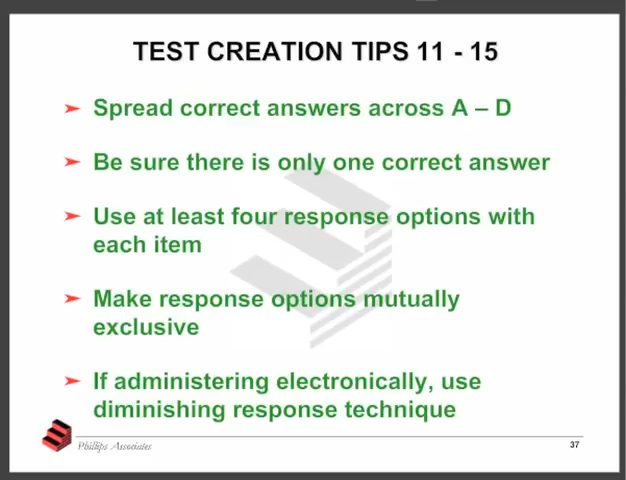 TEST CREATION TIPS 11 - 15
Spread correct answers across A – D
Be sure there is only one correct answer
Use at least four response options with
each item
Make response options mutually
exclusive
If administering electronically, use
diminishing response technique
Phillips Associates
37